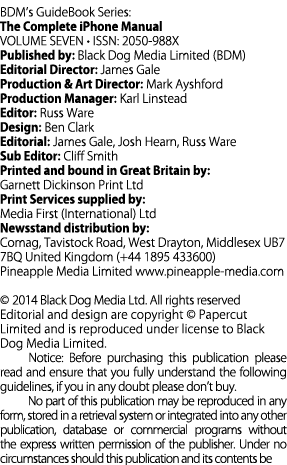 BDM's GuideBook Series:
The Complete iPhone Manual
VOLUME SEVEN • ISSN: 2050-988X
Published by: Black Dog Media Limited (BDM)
Editorial Director: James Gale
Production & Art Director: Mark Ayshford
Production Manager: Karl Linstead
Editor: Russ Ware
Design: Ben Clark
Editorial: James Gale, Josh Hearn, Russ Ware
Sub Editor: Cliff Smith
Printed and bound in Great Britain by:
Garnett Dickinson Print Ltd
Print Services supplied by:
Media First (International) Ltd
Newsstand distribution by:
Comag, Tavistock Road, West Drayton, Middlesex UB7
7BQ United Kingdom (+44 1895 433600)
Pineapple Media Limited www.pineapple-media.com
© 2014 Black Dog Media Ltd. All rights reserved
Editorial and design are copyright © Papercut
Limited and is reproduced under license to Black
Dog Media Limited.
Notice: Before purchasing this publication please
read and ensure that you fully understand the following
guidelines, if you in any doubt please don't buy.
No part of this publication may be reproduced in any
form, stored in a retrieval system or integrated into any other
publication, database or commercial programs without
the express written permission of the publisher. Under no
circumstances should this publication and its contents be